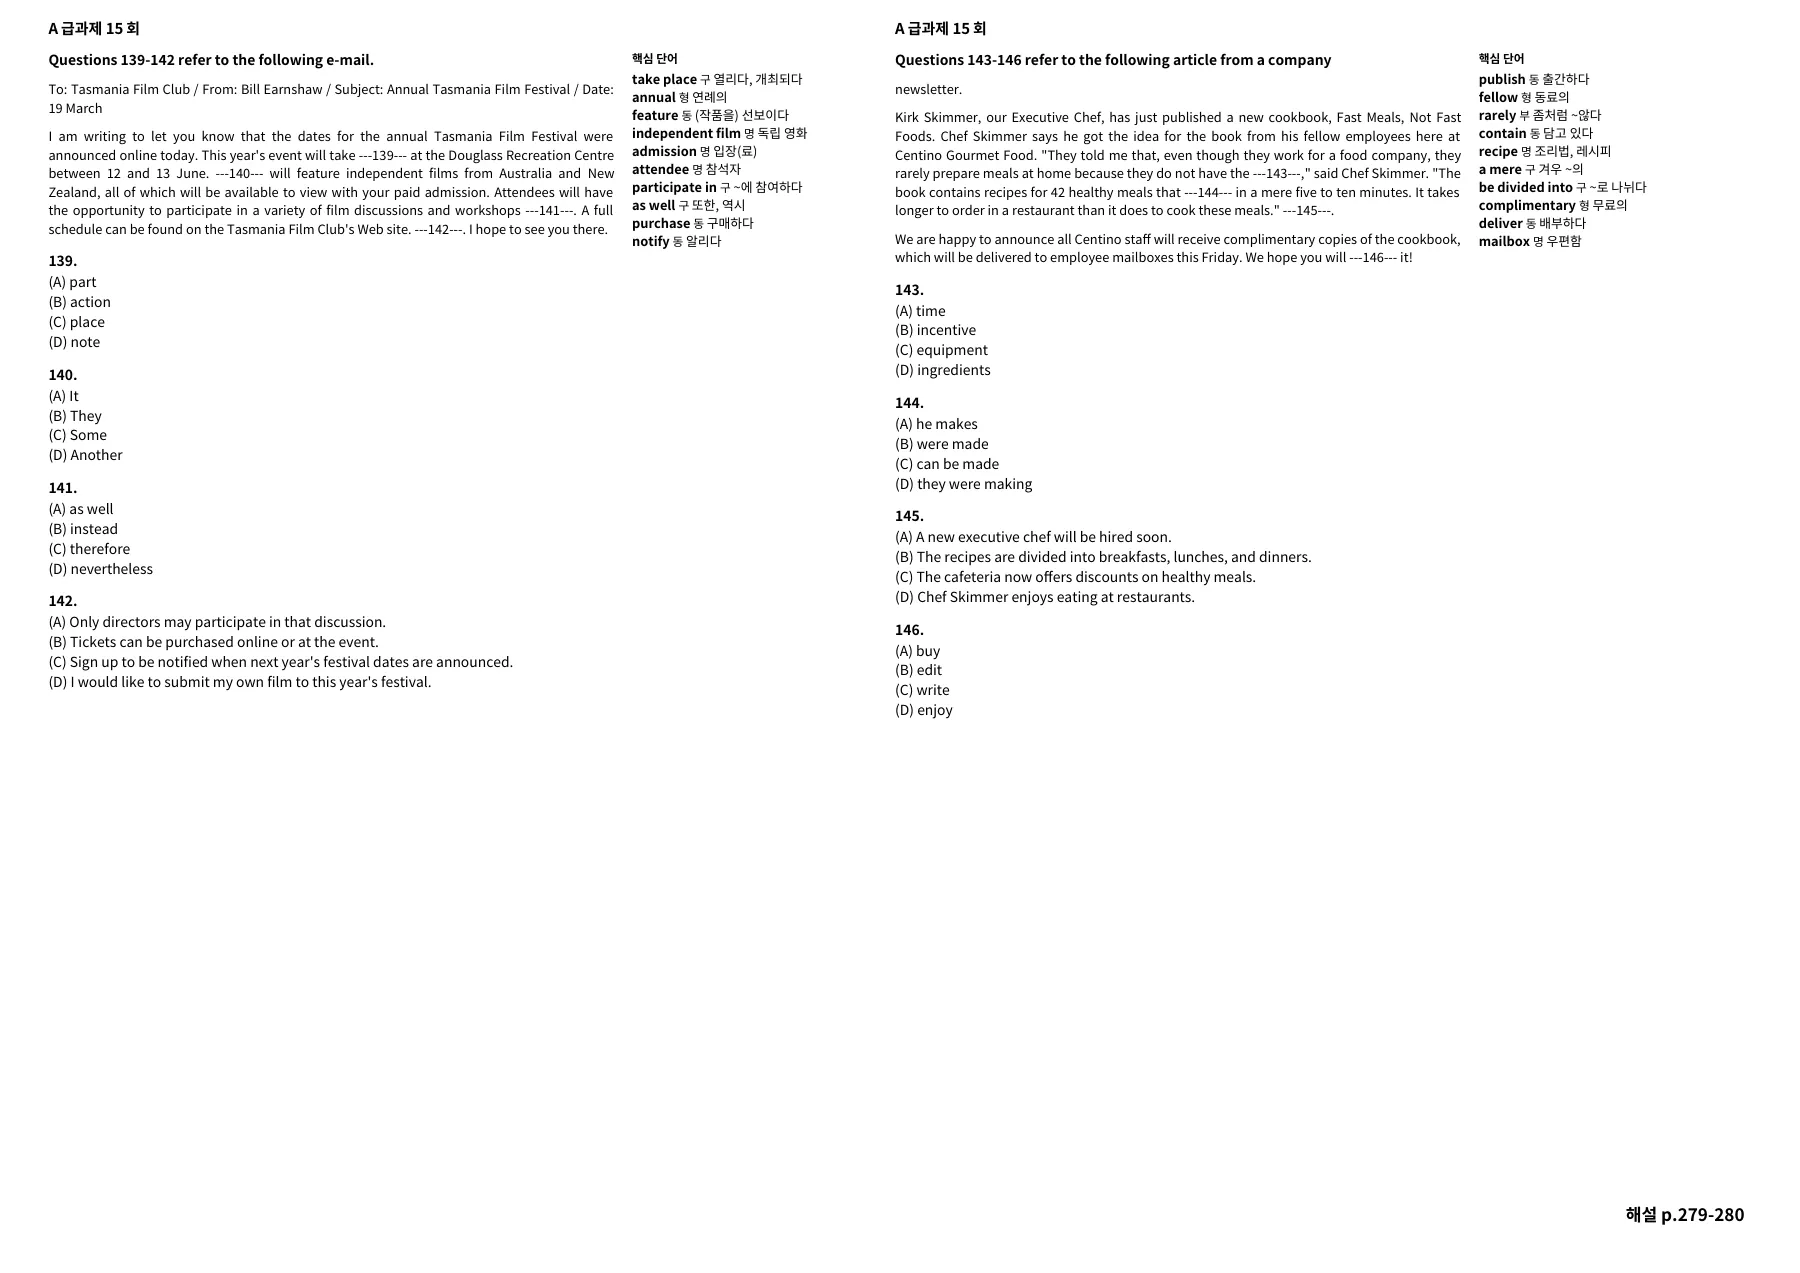 A 급과제 15 회
Questions 139-142 refer to the following e-mail.
To: Tasmania Film Club / From: Bill Earnshaw / Subject: Annual Tasmania Film Festival / Date:
19 March
I am writing to let you know that the dates for the annual Tasmania Film Festival were
announced online today. This year's event will take ---139--- at the Douglass Recreation Centre
between 12 and 13 June. ---140--- will feature independent films from Australia and New
Zealand, all of which will be available to view with your paid admission. Attendees will have
the opportunity to participate in a variety of film discussions and workshops ---141---. A full
schedule can be found on the Tasmania Film Club's Web site. ---142---. I hope to see you there.
139.
(A) part
(B) action
(C) place
(D) note
140.
(A) It
(B) They
(C) Some
(D) Another
141.
(A) as well
(B) instead
(C) therefore
(D) nevertheless
142.
(A) Only directors may participate in that discussion.
(B) Tickets can be purchased online or at the event.
(C) Sign up to be notified when next year's festival dates are announced.
(D) I would like to submit my own film to this year's festival.
핵심 단어
take place 구 열리다, 개최되다
annual 형 연례의
feature 동 (작품을) 선보이다
independent film 명 독립 영화
admission 명 입장(료)
attendee 명 참석자
participate in 구 ~에 참여하다
as well 구 또한, 역시
purchase 동 구매하다
notify 동 알리다
A 급과제 15 회
Questions 143-146 refer to the following article from a company
newsletter.
Kirk Skimmer, our Executive Chef, has just published a new cookbook, Fast Meals, Not Fast
Foods. Chef Skimmer says he got the idea for the book from his fellow employees here at
Centino Gourmet Food. "They told me that, even though they work for a food company, they
rarely prepare meals at home because they do not have the ---143---," said Chef Skimmer. "The
book contains recipes for 42 healthy meals that ---144--- in a mere five to ten minutes. It takes
longer to order in a restaurant than it does to cook these meals." ---145---.
We are happy to announce all Centino staff will receive complimentary copies of the cookbook,
which will be delivered to employee mailboxes this Friday. We hope you will ---146--- it!
143.
(A) time
(B) incentive
(C) equipment
(D) ingredients
144.
(A) he makes
(B) were made
(C) can be made
(D) they were making
145.
(A) A new executive chef will be hired soon.
(B) The recipes are divided into breakfasts, lunches, and dinners.
(C) The cafeteria now offers discounts on healthy meals.
(D) Chef Skimmer enjoys eating at restaurants.
146.
(A) buy
(B) edit
(C) write
(D) enjoy
핵심 단어
publish 동 출간하다
fellow 형 동료의
rarely 부 좀처럼 ~않다
contain 동 담고 있다
recipe 명 조리법, 레시피
a mere 구 겨우 ~의
be divided into 구 ~로 나뉘다
complimentary 형 무료의
deliver 동 배부하다
mailbox 명 우편함
해설 p.279-280